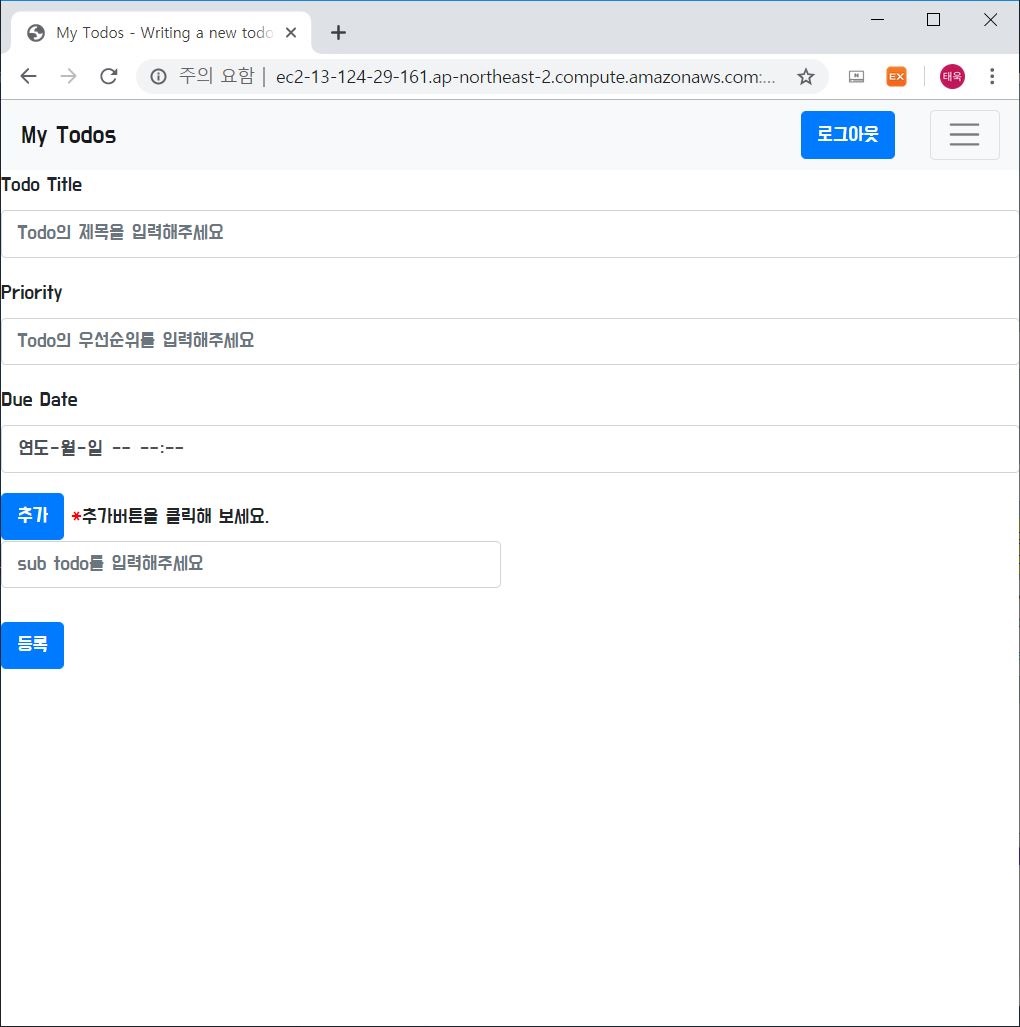 My Todos - Writing a new todo
주의 요함 | ec2-13-124-29-161.ap-northeast-2.compute.amazonaws.com:...
EX
태욱
My Todos
로그아웃
Todo Title
Todo의 제목을 입력해주세요
Priority
Todo의 우선순위를 입력해주세요
Due Date
연도-월-일 -- --:--
추가 *추가버튼을 클릭해 보세요.
sub todo를 입력해주세요
등록